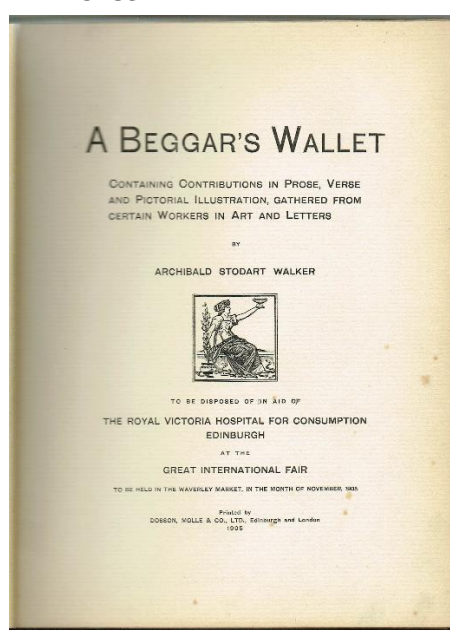 A BEGGAR'S WALLET
CONTAINING CONTRIBUTIONS IN PROSE, VERSE
AND PICTORIAL ILLUSTRATION, GATHERED FROM
CERTAIN WORKERS IN ART AND LETTERS
BY
ARCHIBALD STODART WALKER
TO BE DISPOSED OF IN AID OF
THE ROYAL VICTORIA HOSPITAL FOR CONSUMPTION
EDINBURGH
AT THE
GREAT INTERNATIONAL FAIR
TO BE HELD IN THE WAVERLEY MARKET, IN THE MONTH OF NOVEMBER, 1905
Printed by
DOBSON, MOLLE & CO., LTD., Edinburgh and London
1905